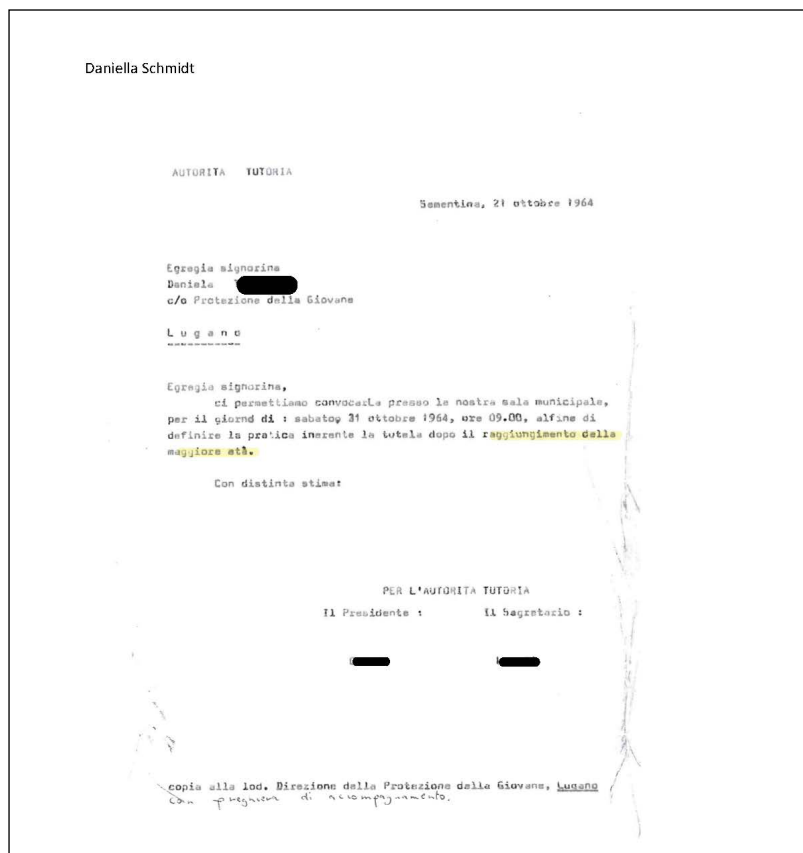 Daniella Schmidt
AUTORITA TUTORIA
Sementina, 21 ottobre 1964
Egregia signorina
Daniela
c/o Protezione della Giovane
L u g a n o
Egregia signorina,
ci permettiamo convocarLa presso la nostra sala municipale,
per il giorno di : sabato, 31 ottobre 1964, ore 09.00, alfine di
definire la pratica inerente la tutela dopo il raggiungimento della
maggiore età.
Con distinta stima:
PER L'AUTORITA TUTORIA
Il Presidente : Il Segretario :
copia alla lod. Direzione della Protezione della Giovane, Lugano
con preghiera di accompagnamento.